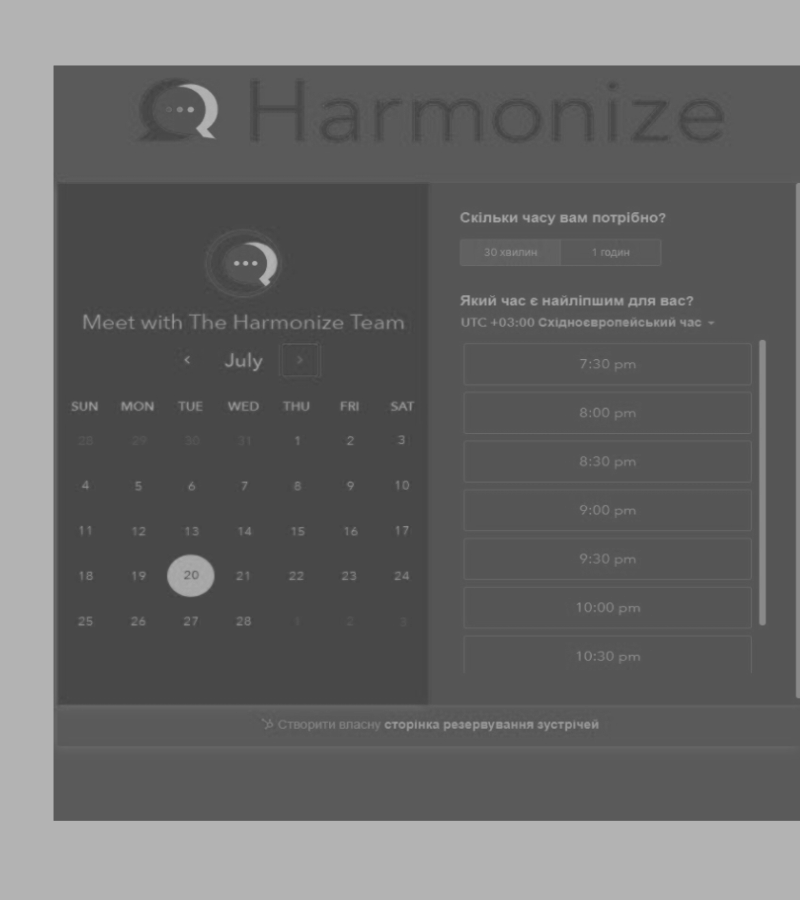 Harmonize
Meet with The Harmonize Team
July
SUN MON TUE WED THU FRI SAT
28 29 30 31 1 2 3
4 5 6 7 8 9 10
11 12 13 14 15 16 17
18 19 20 21 22 23 24
25 26 27 28 1 2 3
Скільки часу вам потрібно?
30 хвилин 1 годин
Який час є найліпшим для вас?
UTC +03:00 Східноєвропейський час
7:30 pm
8:00 pm
8:30 pm
9:00 pm
9:30 pm
10:00 pm
10:30 pm
Створити власну сторінка резервування зустрічей